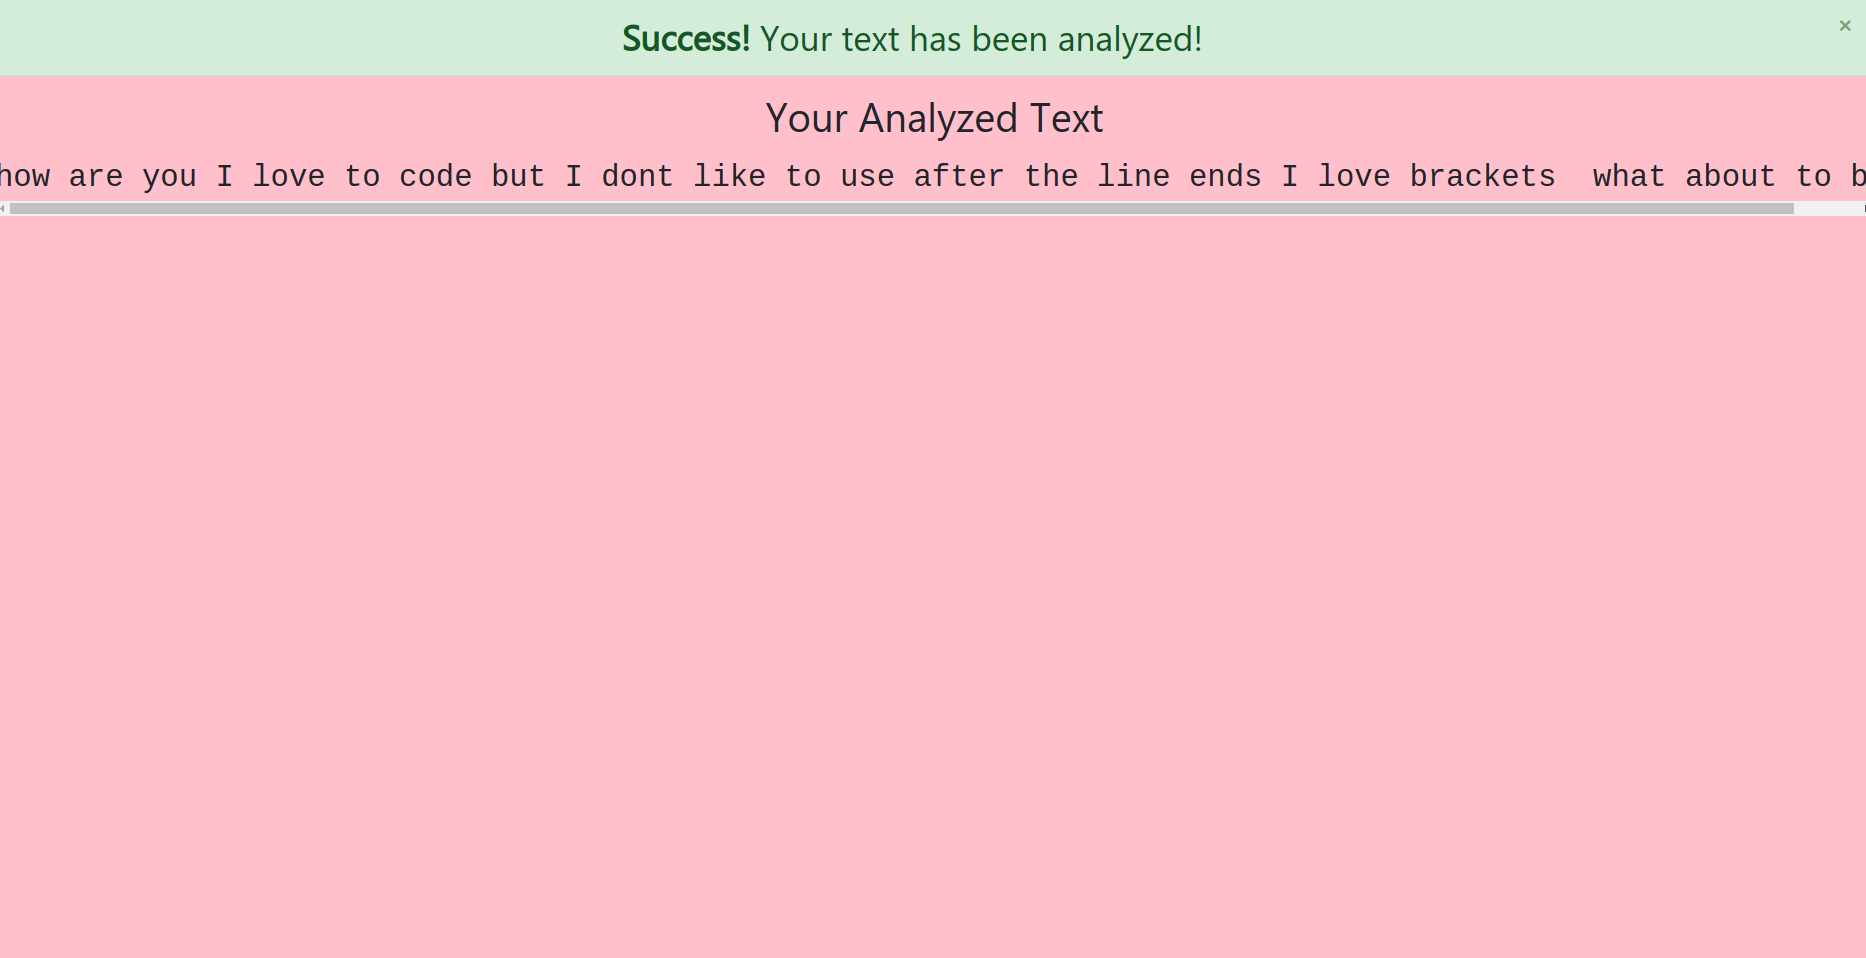 Success! Your text has been analyzed!
×
Your Analyzed Text
how are you I love to code but I dont like to use after the line ends I love brackets  what about to b